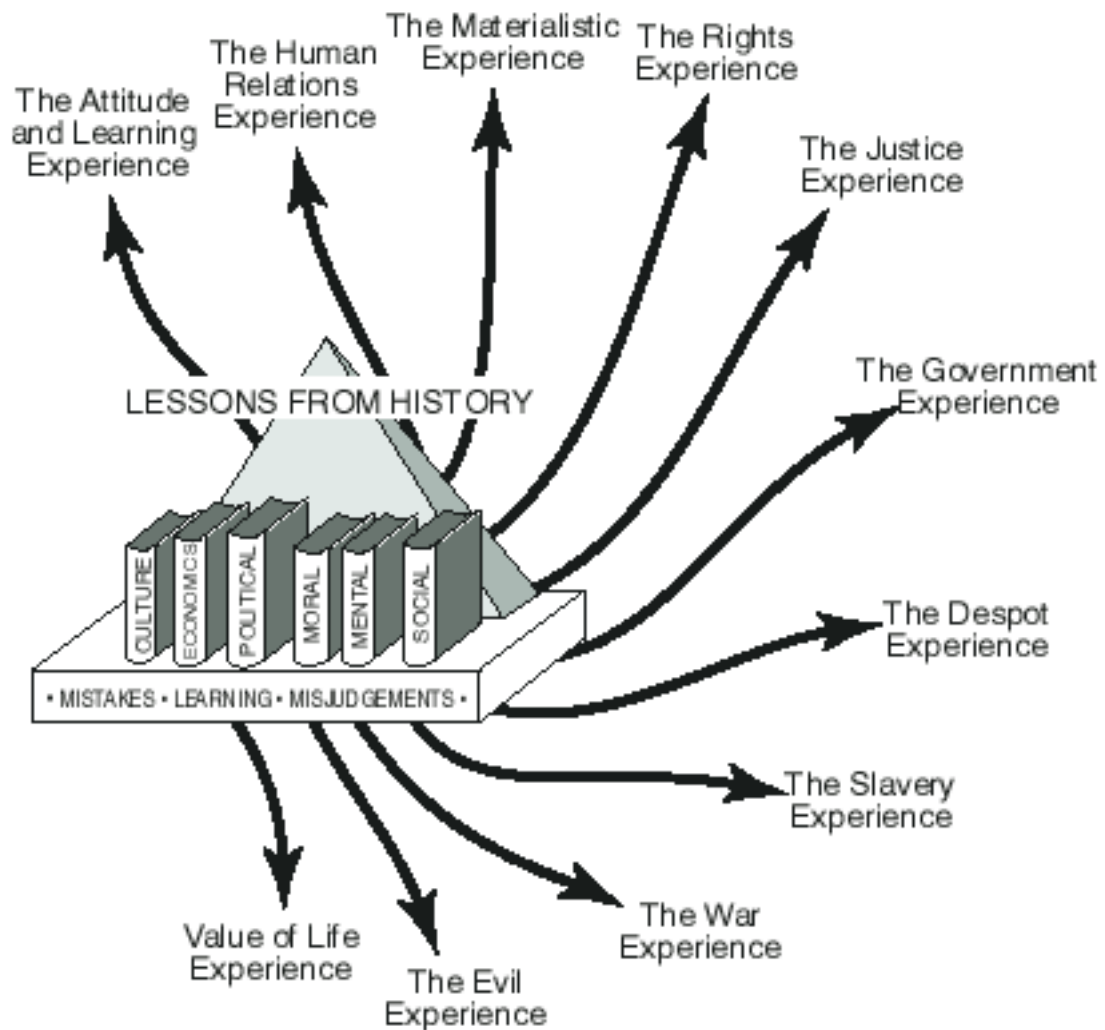 The Attitude
and Learning
Experience
The Human
Relations
Experience
The Materialistic
Experience
The Rights
Experience
The Justice
Experience
The Government
Experience
The Despot
Experience
The Slavery
Experience
The War
Experience
The Evil
Experience
Value of Life
Experience
LESSONS FROM HISTORY
CULTURE
ECONOMCS
POLITICAL
MORAL
MENTAL
SOCIAL
• MISTAKES • LEARNING • MISJUDGEMENTS •